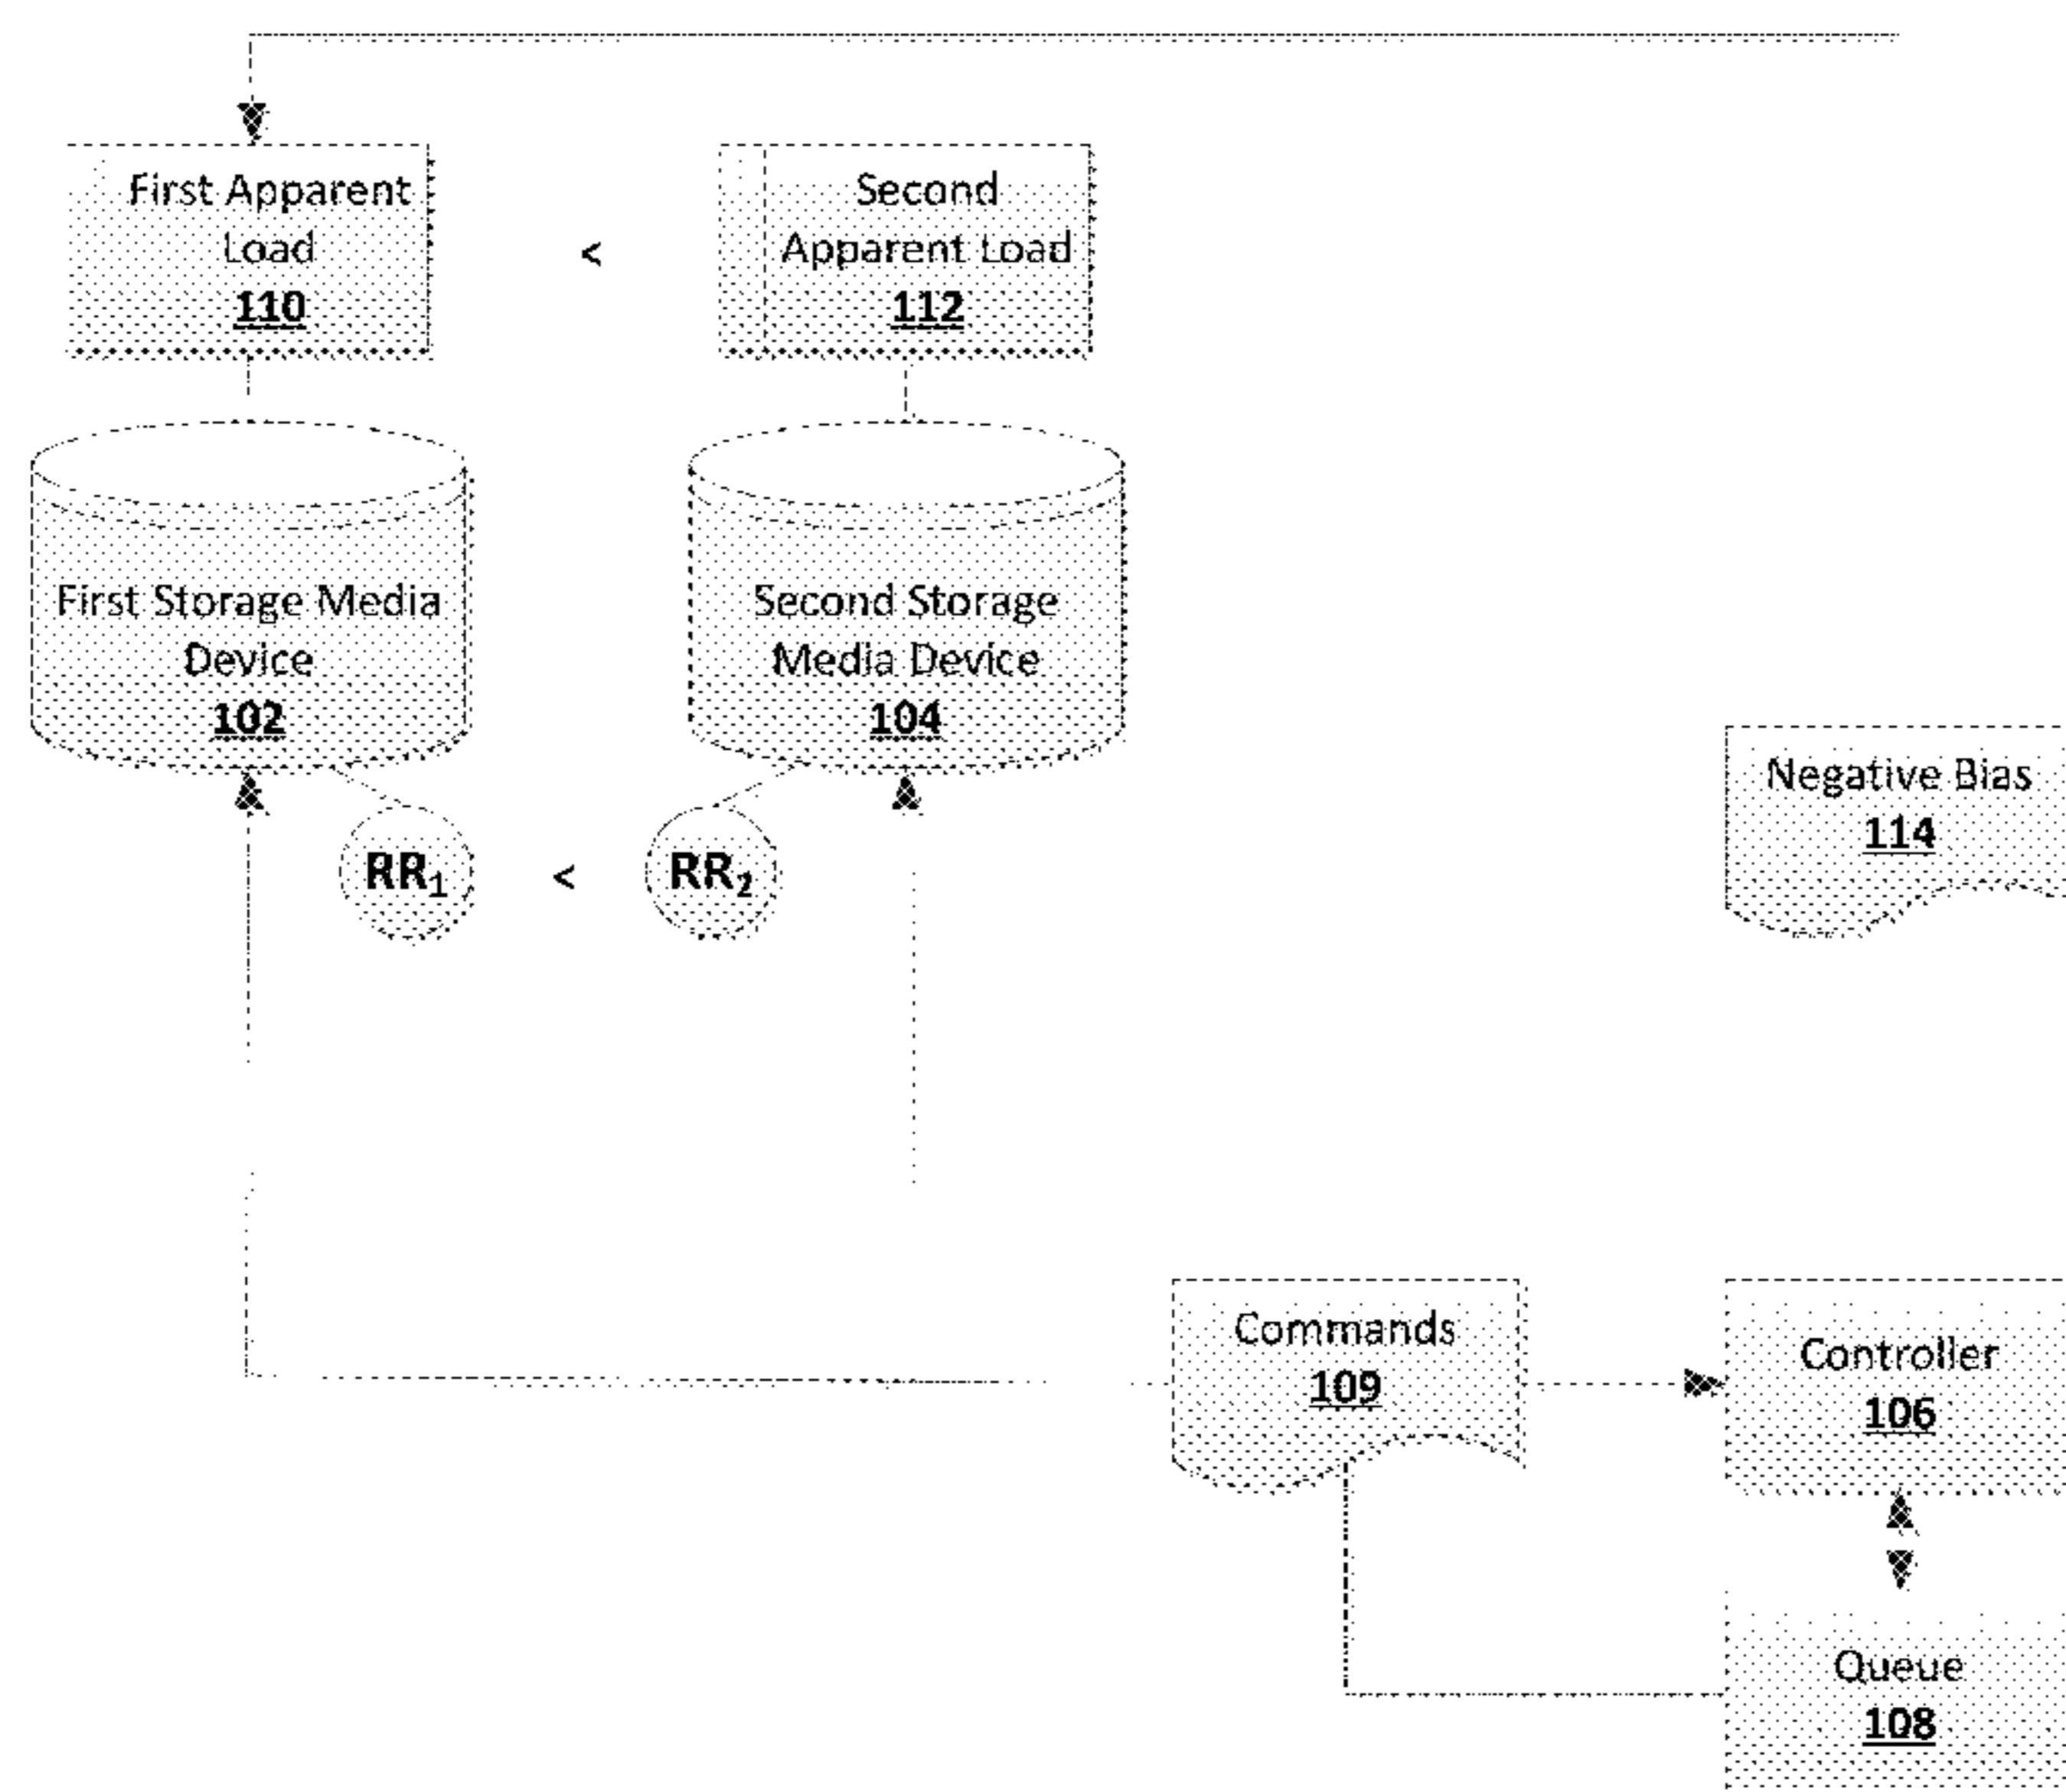 First Apparent
Load
110
<
Second
Apparent Load
112
First Storage Media
Device
102
Second Storage
Media Device
104
RR₁
<
RR₂
Negative Bias
114
Commands
109
Controller
106
Queue
108